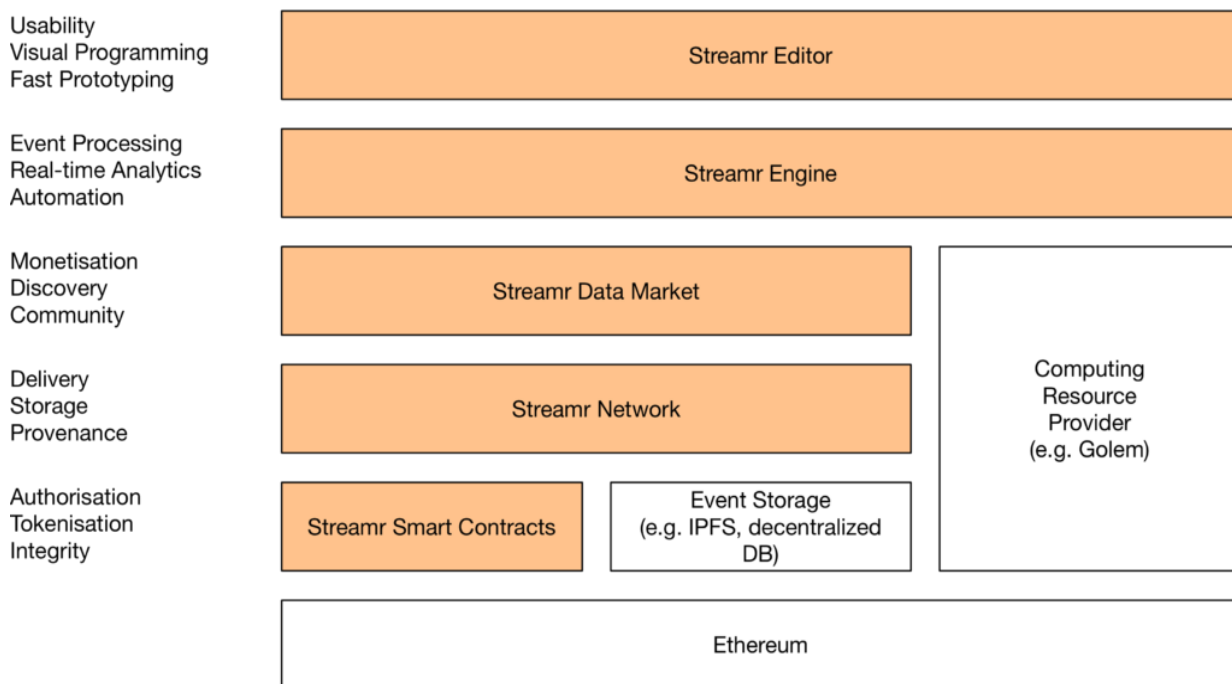 Usability
Visual Programming
Fast Prototyping
Streamr Editor
Event Processing
Real-time Analytics
Automation
Streamr Engine
Monetisation
Discovery
Community
Streamr Data Market
Delivery
Storage
Provenance
Streamr Network
Computing
Resource
Provider
(e.g. Golem)
Authorisation
Tokenisation
Integrity
Streamr Smart Contracts
Event Storage
(e.g. IPFS, decentralized
DB)
Ethereum